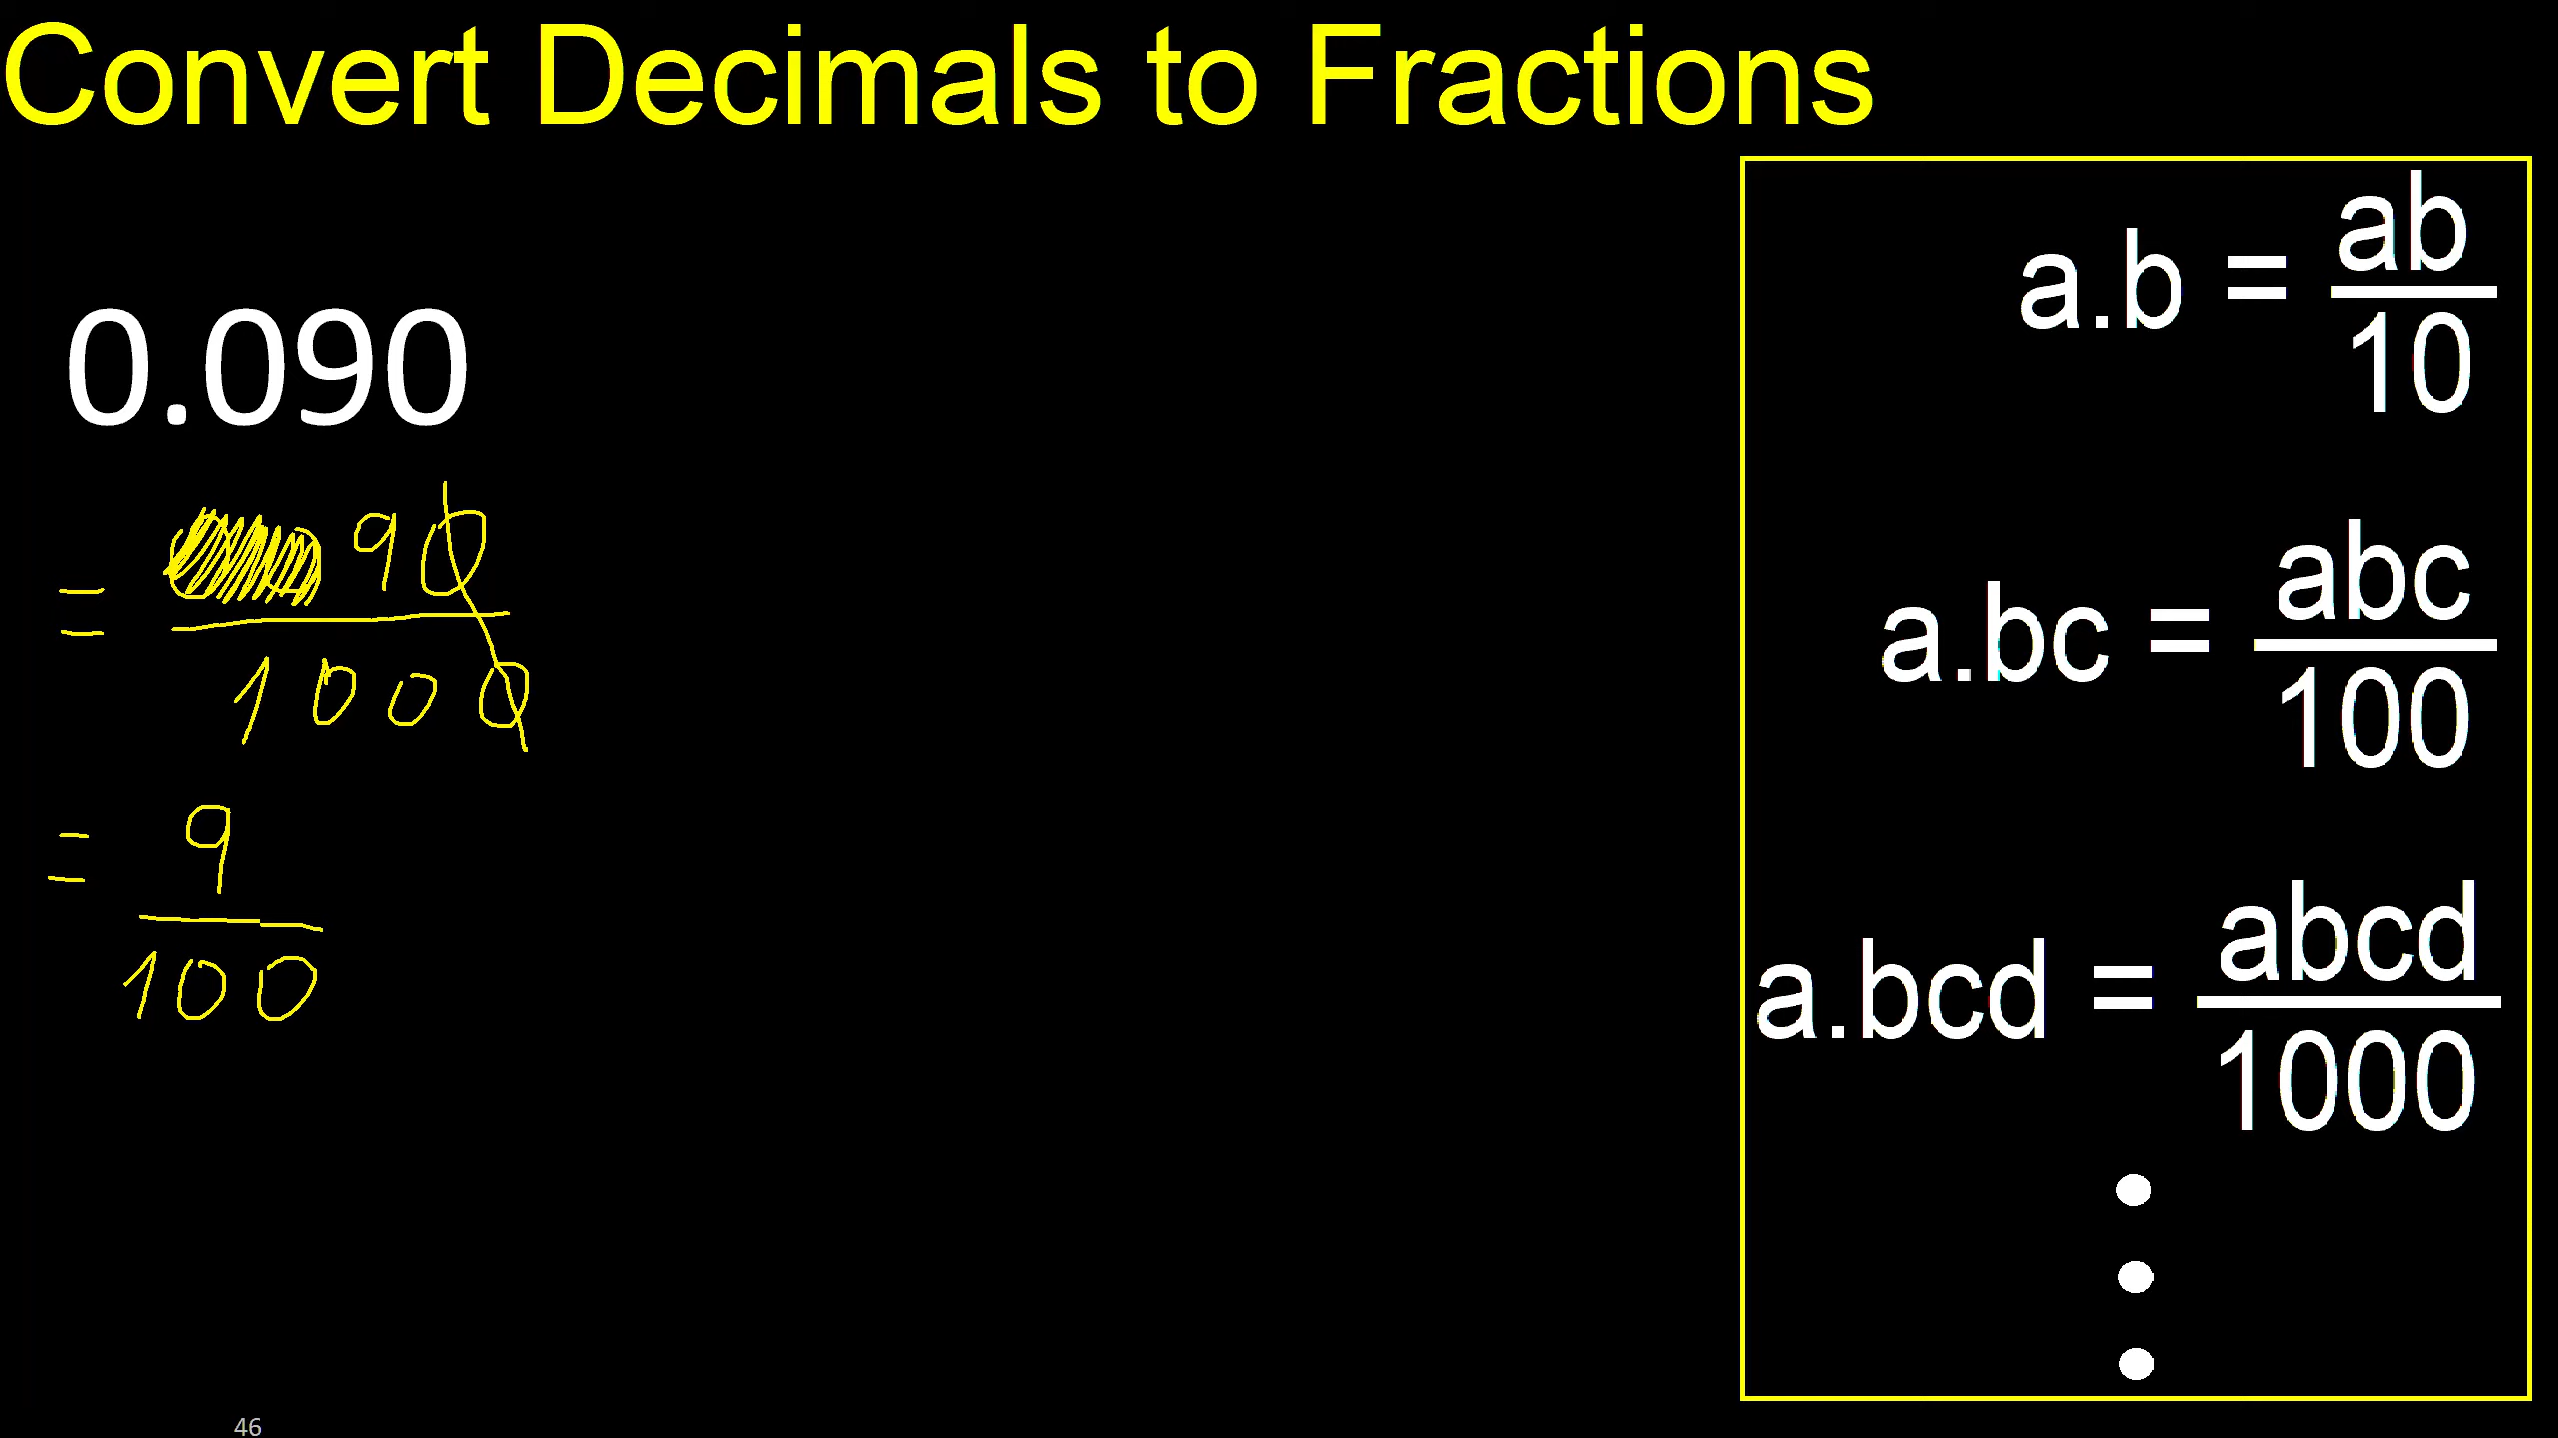 Convert Decimals to Fractions
0.090
= 90
1000
= 9
100
a.b = ab
10
a.bc = abc
100
a.bcd = abcd
1000
46